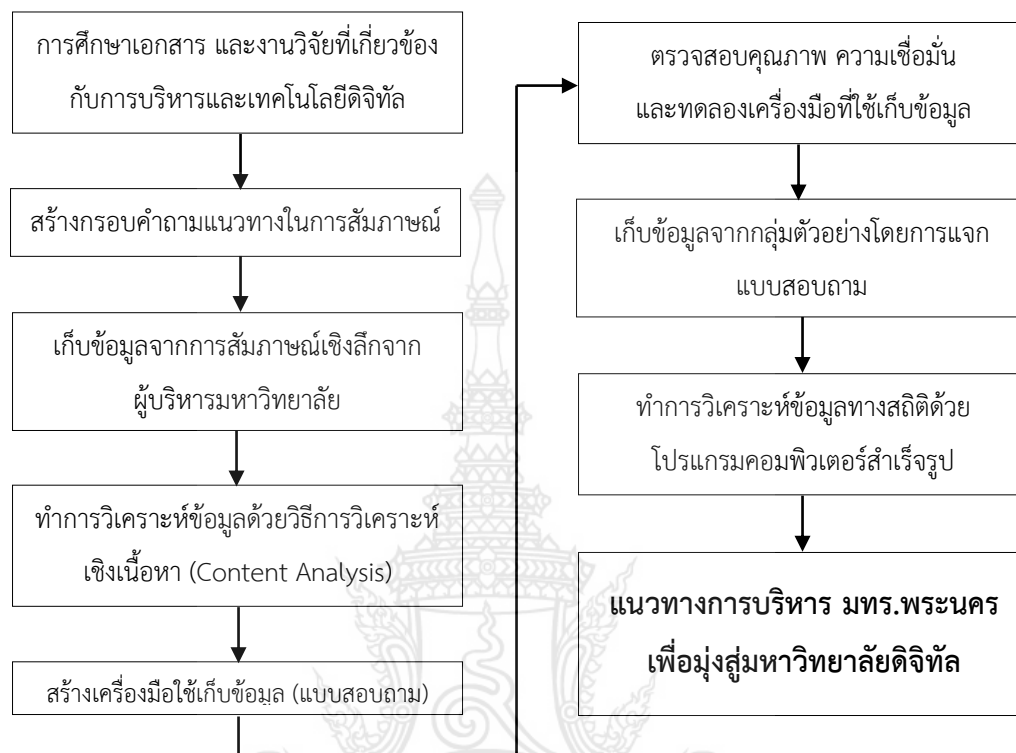 การศึกษาเอกสาร และงานวิจัยที่เกี่ยวข้อง
กับการบริหารและเทคโนโลยีดิจิทัล
สร้างกรอบคำถามแนวทางในการสัมภาษณ์
เก็บข้อมูลจากการสัมภาษณ์เชิงลึกจาก
ผู้บริหารมหาวิทยาลัย
ทำการวิเคราะห์ข้อมูลด้วยวิธีการวิเคราะห์
เชิงเนื้อหา (Content Analysis)
สร้างเครื่องมือใช้เก็บข้อมูล (แบบสอบถาม)
ตรวจสอบคุณภาพ ความเชื่อมั่น
และทดลองเครื่องมือที่ใช้เก็บข้อมูล
เก็บข้อมูลจากกลุ่มตัวอย่างโดยการแจก
แบบสอบถาม
ทำการวิเคราะห์ข้อมูลทางสถิติด้วย
โปรแกรมคอมพิวเตอร์สำเร็จรูป
แนวทางการบริหาร มทร.พระนคร
เพื่อมุ่งสู่มหาวิทยาลัยดิจิทัล